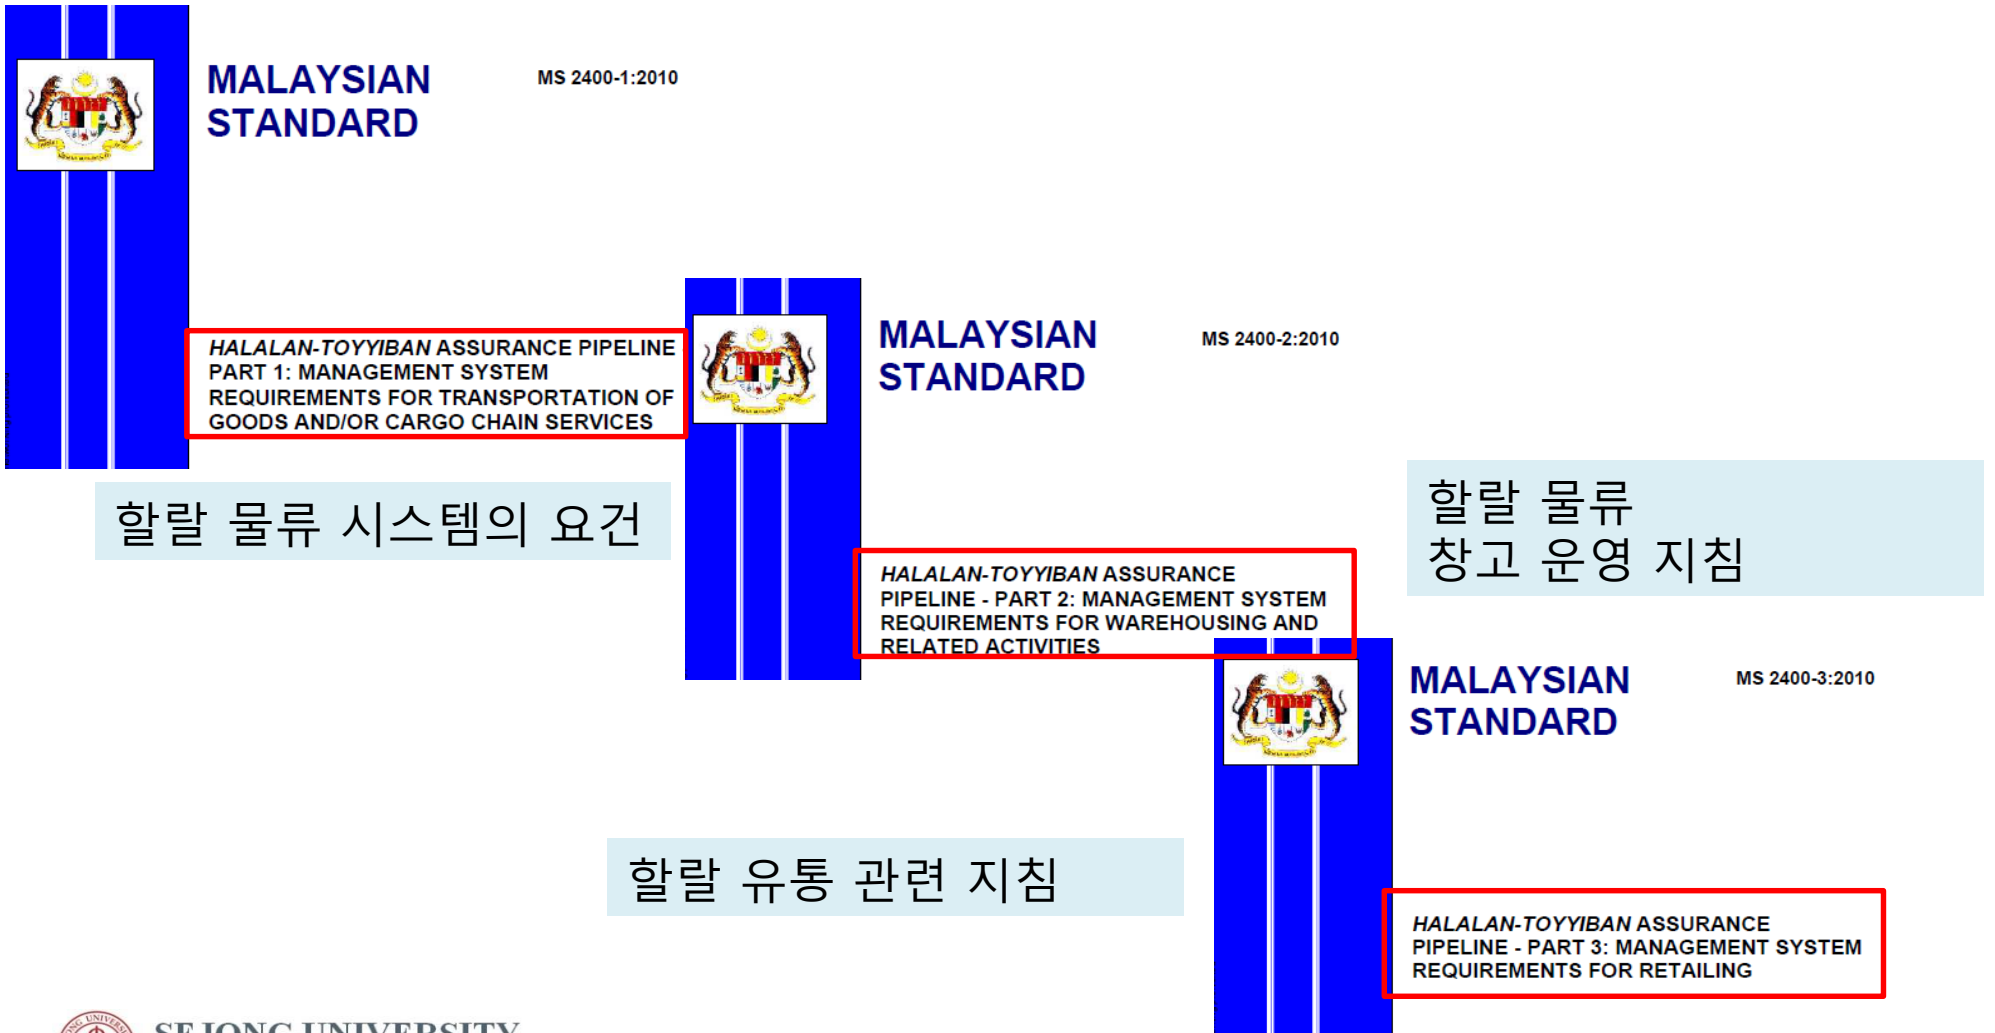 MALAYSIAN
STANDARD
MS 2400-1:2010
HALALAN-TOYYIBAN ASSURANCE PIPELINE
PART 1: MANAGEMENT SYSTEM
REQUIREMENTS FOR TRANSPORTATION OF
GOODS AND/OR CARGO CHAIN SERVICES
할랄 물류 시스템의 요건
MALAYSIAN
STANDARD
MS 2400-2:2010
HALALAN-TOYYIBAN ASSURANCE
PIPELINE - PART 2: MANAGEMENT SYSTEM
REQUIREMENTS FOR WAREHOUSING AND
RELATED ACTIVITIES
할랄 물류
창고 운영 지침
MALAYSIAN
STANDARD
MS 2400-3:2010
할랄 유통 관련 지침
HALALAN-TOYYIBAN ASSURANCE
PIPELINE - PART 3: MANAGEMENT SYSTEM
REQUIREMENTS FOR RETAILING
SEJONG UNIVERSITY